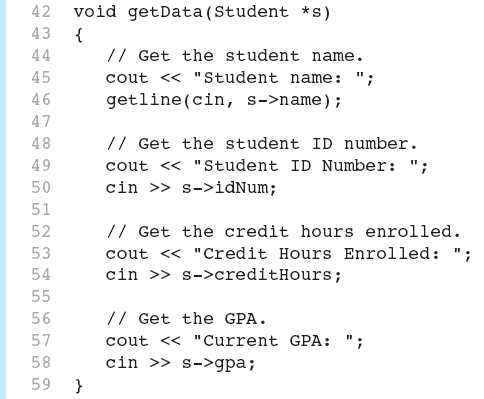 42 void getData(Student *s)
43 {
44 // Get the student name.
45 cout << "Student name: ";
46 getline(cin, s->name);
47
48 // Get the student ID number.
49 cout << "Student ID Number: ";
50 cin >> s->idNum;
51
52 // Get the credit hours enrolled.
53 cout << "Credit Hours Enrolled: ";
54 cin >> s->creditHours;
55
56 // Get the GPA.
57 cout << "Current GPA: ";
58 cin >> s->gpa;
59 }